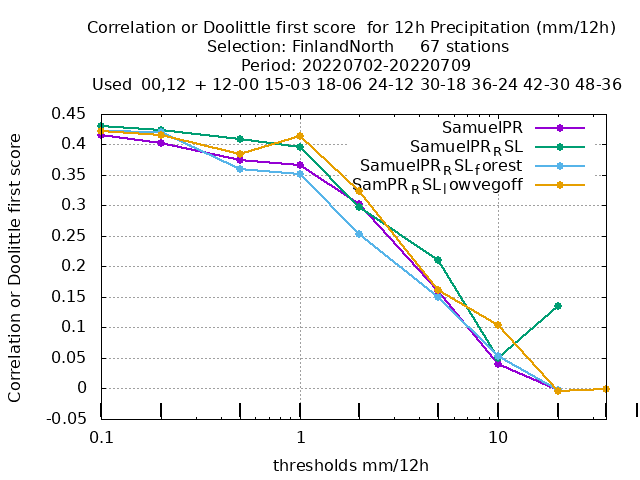 Correlation or Doolittle first score  for 12h Precipitation (mm/12h)
Selection: FinlandNorth     67 stations
Period: 20220702-20220709
Used  00,12  + 12-00 15-03 18-06 24-12 30-18 36-24 42-30 48-36
SamuelPR
SamuelPR_RSL
SamuelPR_RSL_forest
SamPR_RSL_lowvegoff
Correlation or Doolittle first score
0.45
0.4
0.35
0.3
0.25
0.2
0.15
0.1
0.05
0
-0.05
0.1
1
10
thresholds mm/12h